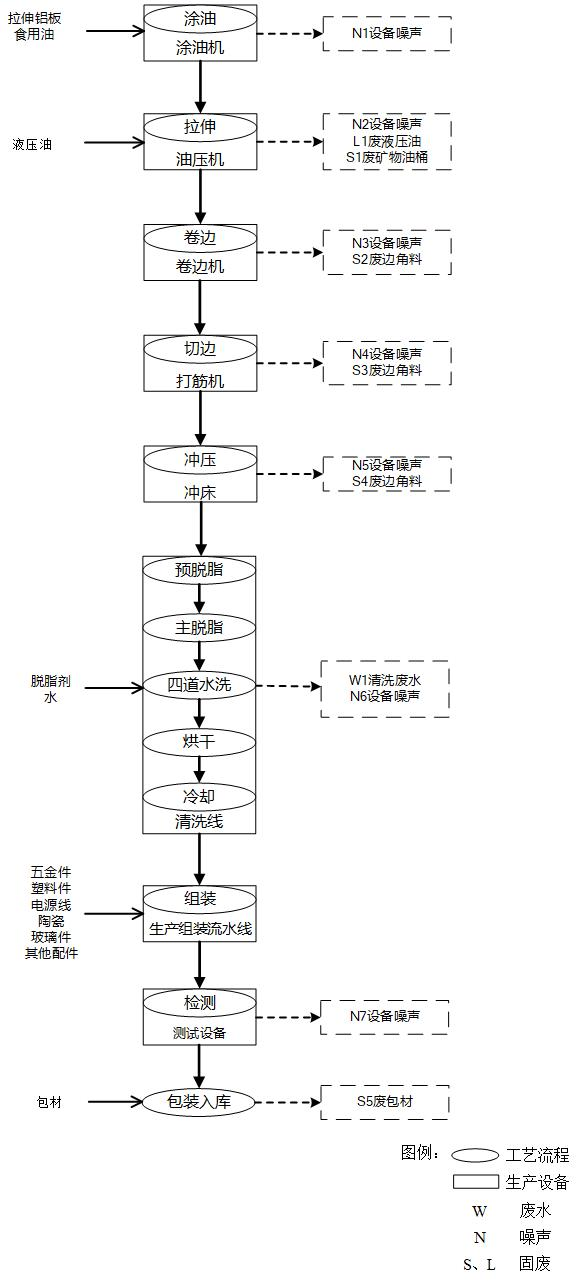 拉伸铝板
食用油
涂油
涂油机
N1设备噪声
液压油
拉伸
油压机
N2设备噪声
L1废液压油
S1废矿物油桶
卷边
卷边机
N3设备噪声
S2废边角料
切边
打筋机
N4设备噪声
S3废边角料
冲压
冲床
N5设备噪声
S4废边角料
预脱脂
主脱脂
脱脂剂
水
四道水洗
W1清洗废水
N6设备噪声
烘干
冷却
清洗线
五金件
塑料件
电源线
陶瓷
玻璃件
其他配件
组装
生产组装流水线
检测
测试设备
N7设备噪声
包材
包装入库
S5废包材
图例：
工艺流程
生产设备
W 废水
N 噪声
S、L 固废